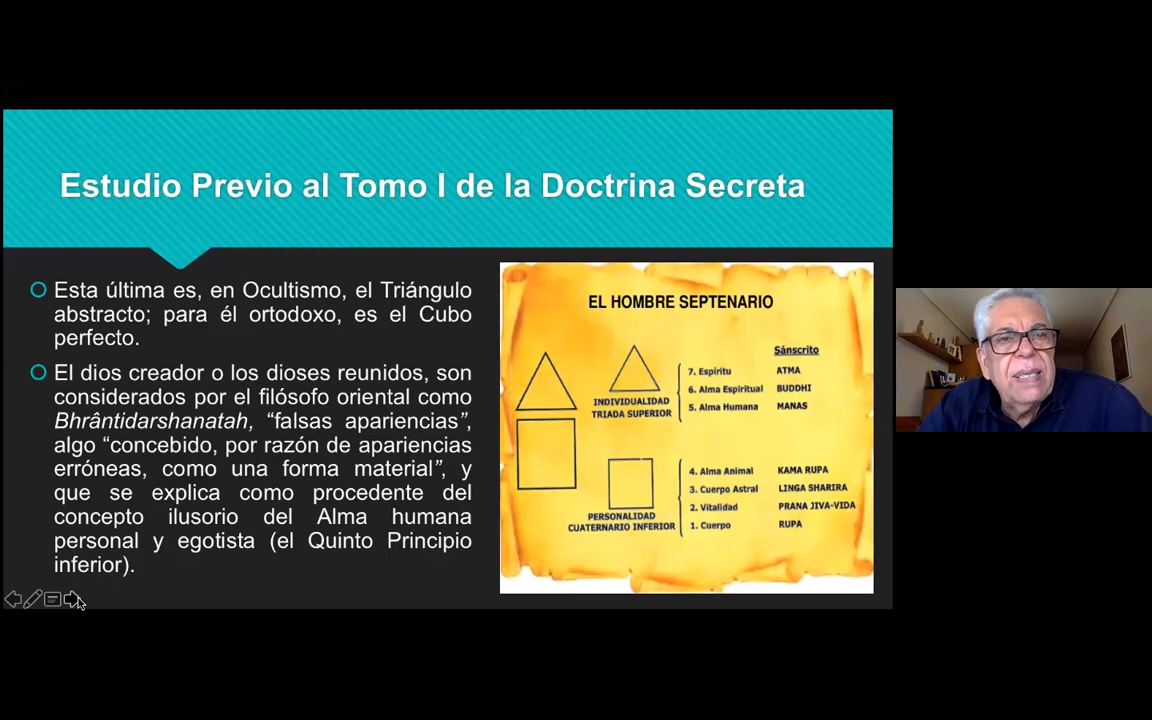 Estudio Previo al Tomo I de la Doctrina Secreta
Esta última es, en Ocultismo, el Triángulo
abstracto; para él ortodoxo, es el Cubo
perfecto.
El dios creador o los dioses reunidos, son
considerados por el filósofo oriental como
Bhrântidarshanatah, “falsas apariencias”,
algo “concebido, por razón de apariencias
erróneas, como una forma material”, y
que se explica como procedente del
concepto ilusorio del Alma humana
personal y egotista (el Quinto Principio
inferior).
EL HOMBRE SEPTENARIO
Sánscrito
7. Espíritu ATMA
6. Alma Espiritual BUDDHI
5. Alma Humana MANAS
INDIVIDUALIDAD
TRIADA SUPERIOR
4. Alma Animal KAMA RUPA
3. Cuerpo Astral LINGA SHARIRA
2. Vitalidad PRANA JIVA-VIDA
1. Cuerpo RUPA
PERSONALIDAD
CUATERNARIO INFERIOR